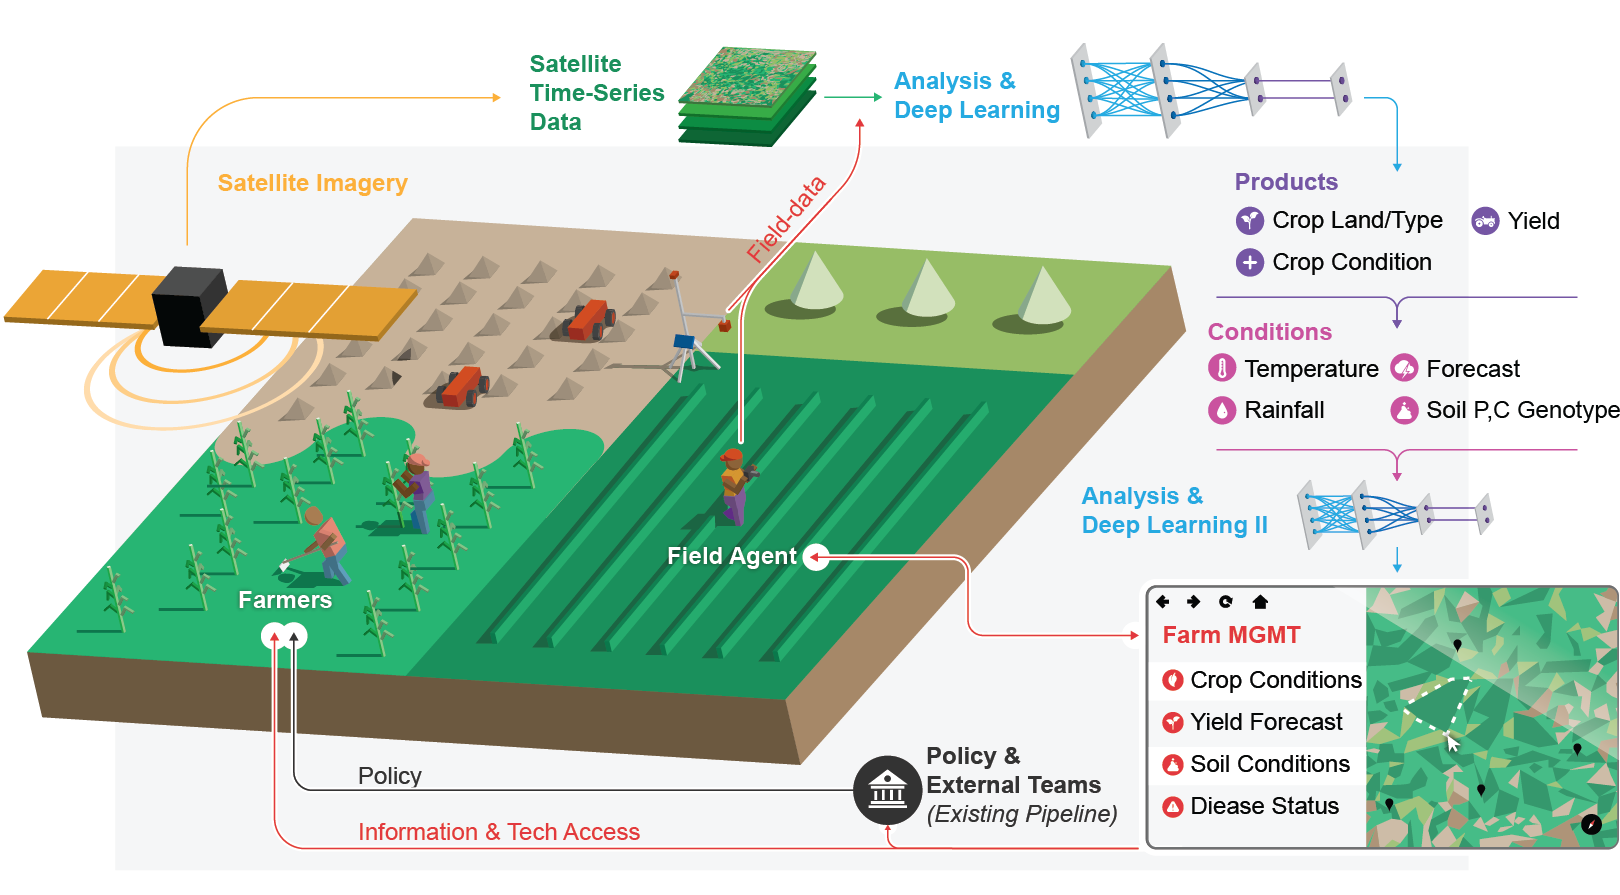 Satellite
Time-Series
Data
Analysis &
Deep Learning
Satellite Imagery
Field-data
Products
Crop Land/Type
Yield
Crop Condition
Conditions
Temperature
Forecast
Rainfall
Soil P,C Genotype
Analysis &
Deep Learning II
Field Agent
Farmers
Farm MGMT
Crop Conditions
Yield Forecast
Soil Conditions
Diease Status
Policy &
External Teams
(Existing Pipeline)
Policy
Information & Tech Access